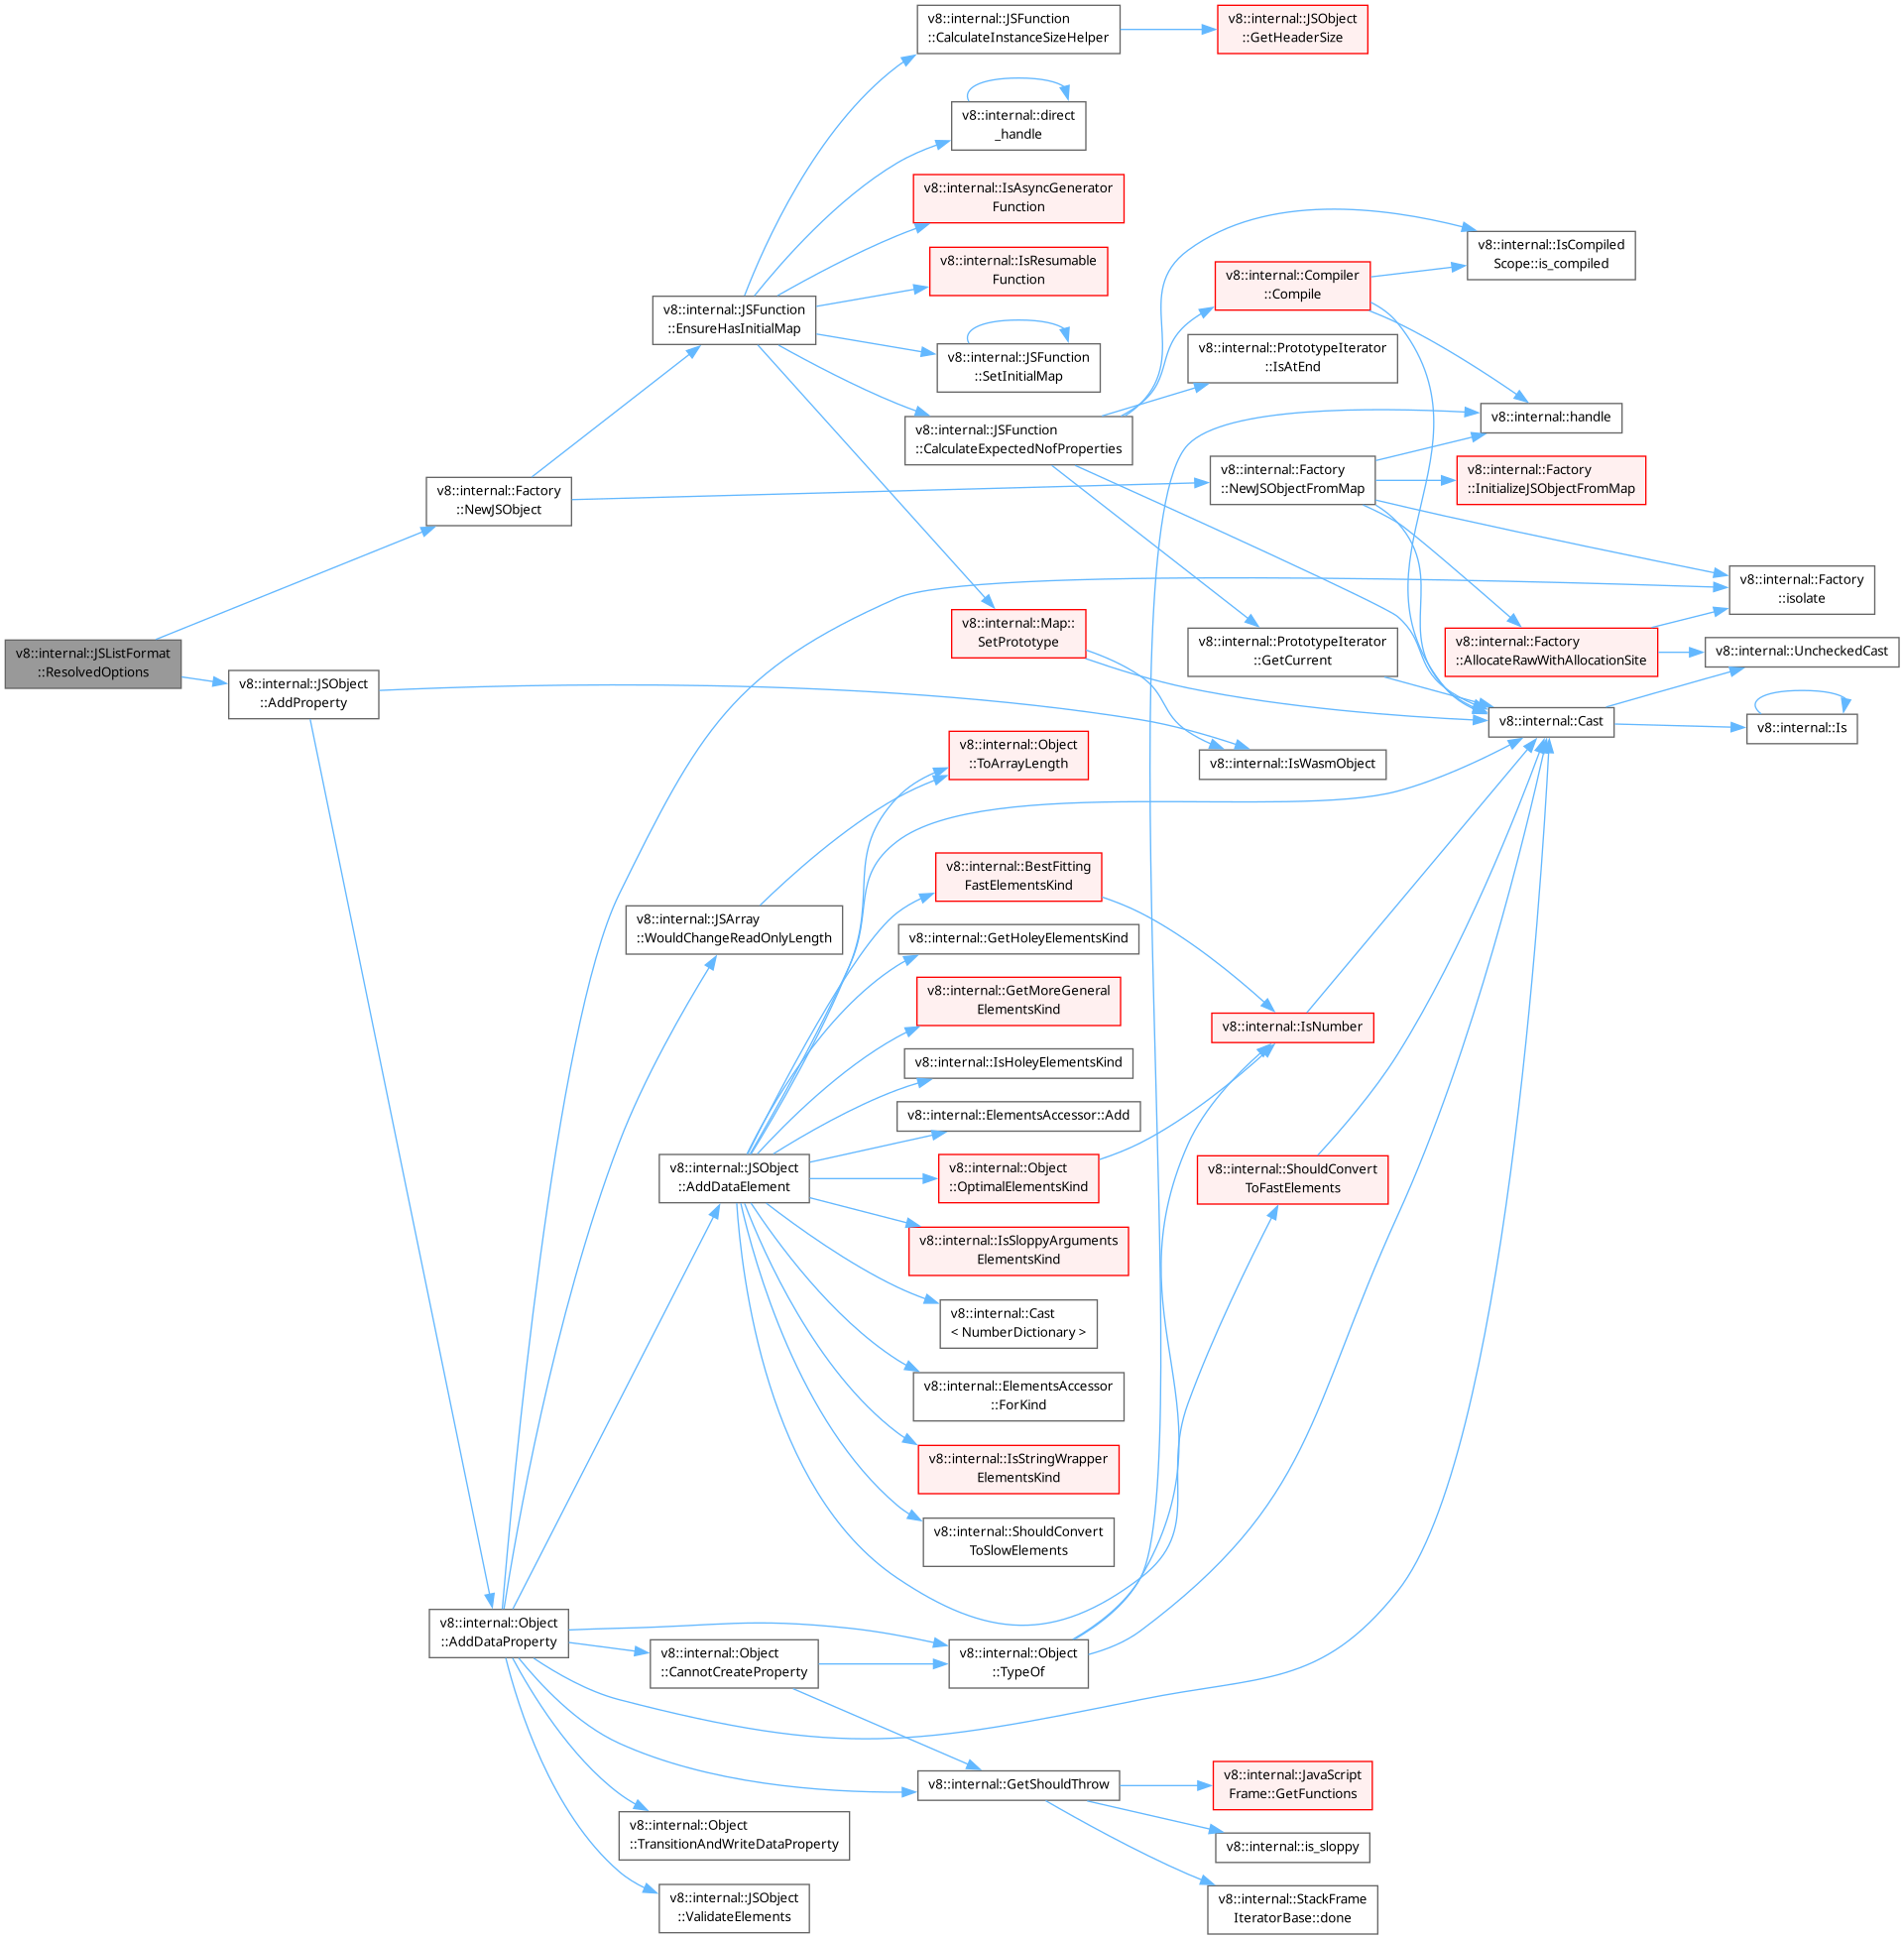 v8::internal::JSFunction
::CalculateInstanceSizeHelper
v8::internal::JSObject
::GetHeaderSize
v8::internal::direct
_handle
v8::internal::IsAsyncGenerator
Function
v8::internal::IsCompiled
Scope::is_compiled
v8::internal::IsResumable
Function
v8::internal::Compiler
::Compile
v8::internal::JSFunction
::EnsureHasInitialMap
v8::internal::JSFunction
::SetInitialMap
v8::internal::PrototypeIterator
::IsAtEnd
v8::internal::handle
v8::internal::JSFunction
::CalculateExpectedNofProperties
v8::internal::Factory
::NewJSObject
v8::internal::Factory
::NewJSObjectFromMap
v8::internal::Factory
::InitializeJSObjectFromMap
v8::internal::Factory
::isolate
v8::internal::Map::
SetPrototype
v8::internal::JSListFormat
::ResolvedOptions
v8::internal::PrototypeIterator
::GetCurrent
v8::internal::Factory
::AllocateRawWithAllocationSite
v8::internal::UncheckedCast
v8::internal::JSObject
::AddProperty
v8::internal::Cast
v8::internal::Is
v8::internal::Object
::ToArrayLength
v8::internal::IsWasmObject
v8::internal::BestFitting
FastElementsKind
v8::internal::JSArray
::WouldChangeReadOnlyLength
v8::internal::GetHoleyElementsKind
v8::internal::GetMoreGeneral
ElementsKind
v8::internal::IsNumber
v8::internal::IsHoleyElementsKind
v8::internal::ElementsAccessor::Add
v8::internal::JSObject
::AddDataElement
v8::internal::Object
::OptimalElementsKind
v8::internal::ShouldConvert
ToFastElements
v8::internal::IsSloppyArguments
ElementsKind
v8::internal::Cast
< NumberDictionary >
v8::internal::ElementsAccessor
::ForKind
v8::internal::IsStringWrapper
ElementsKind
v8::internal::ShouldConvert
ToSlowElements
v8::internal::Object
::AddDataProperty
v8::internal::Object
::CannotCreateProperty
v8::internal::Object
::TypeOf
v8::internal::GetShouldThrow
v8::internal::JavaScript
Frame::GetFunctions
v8::internal::Object
::TransitionAndWriteDataProperty
v8::internal::is_sloppy
v8::internal::JSObject
::ValidateElements
v8::internal::StackFrame
IteratorBase::done